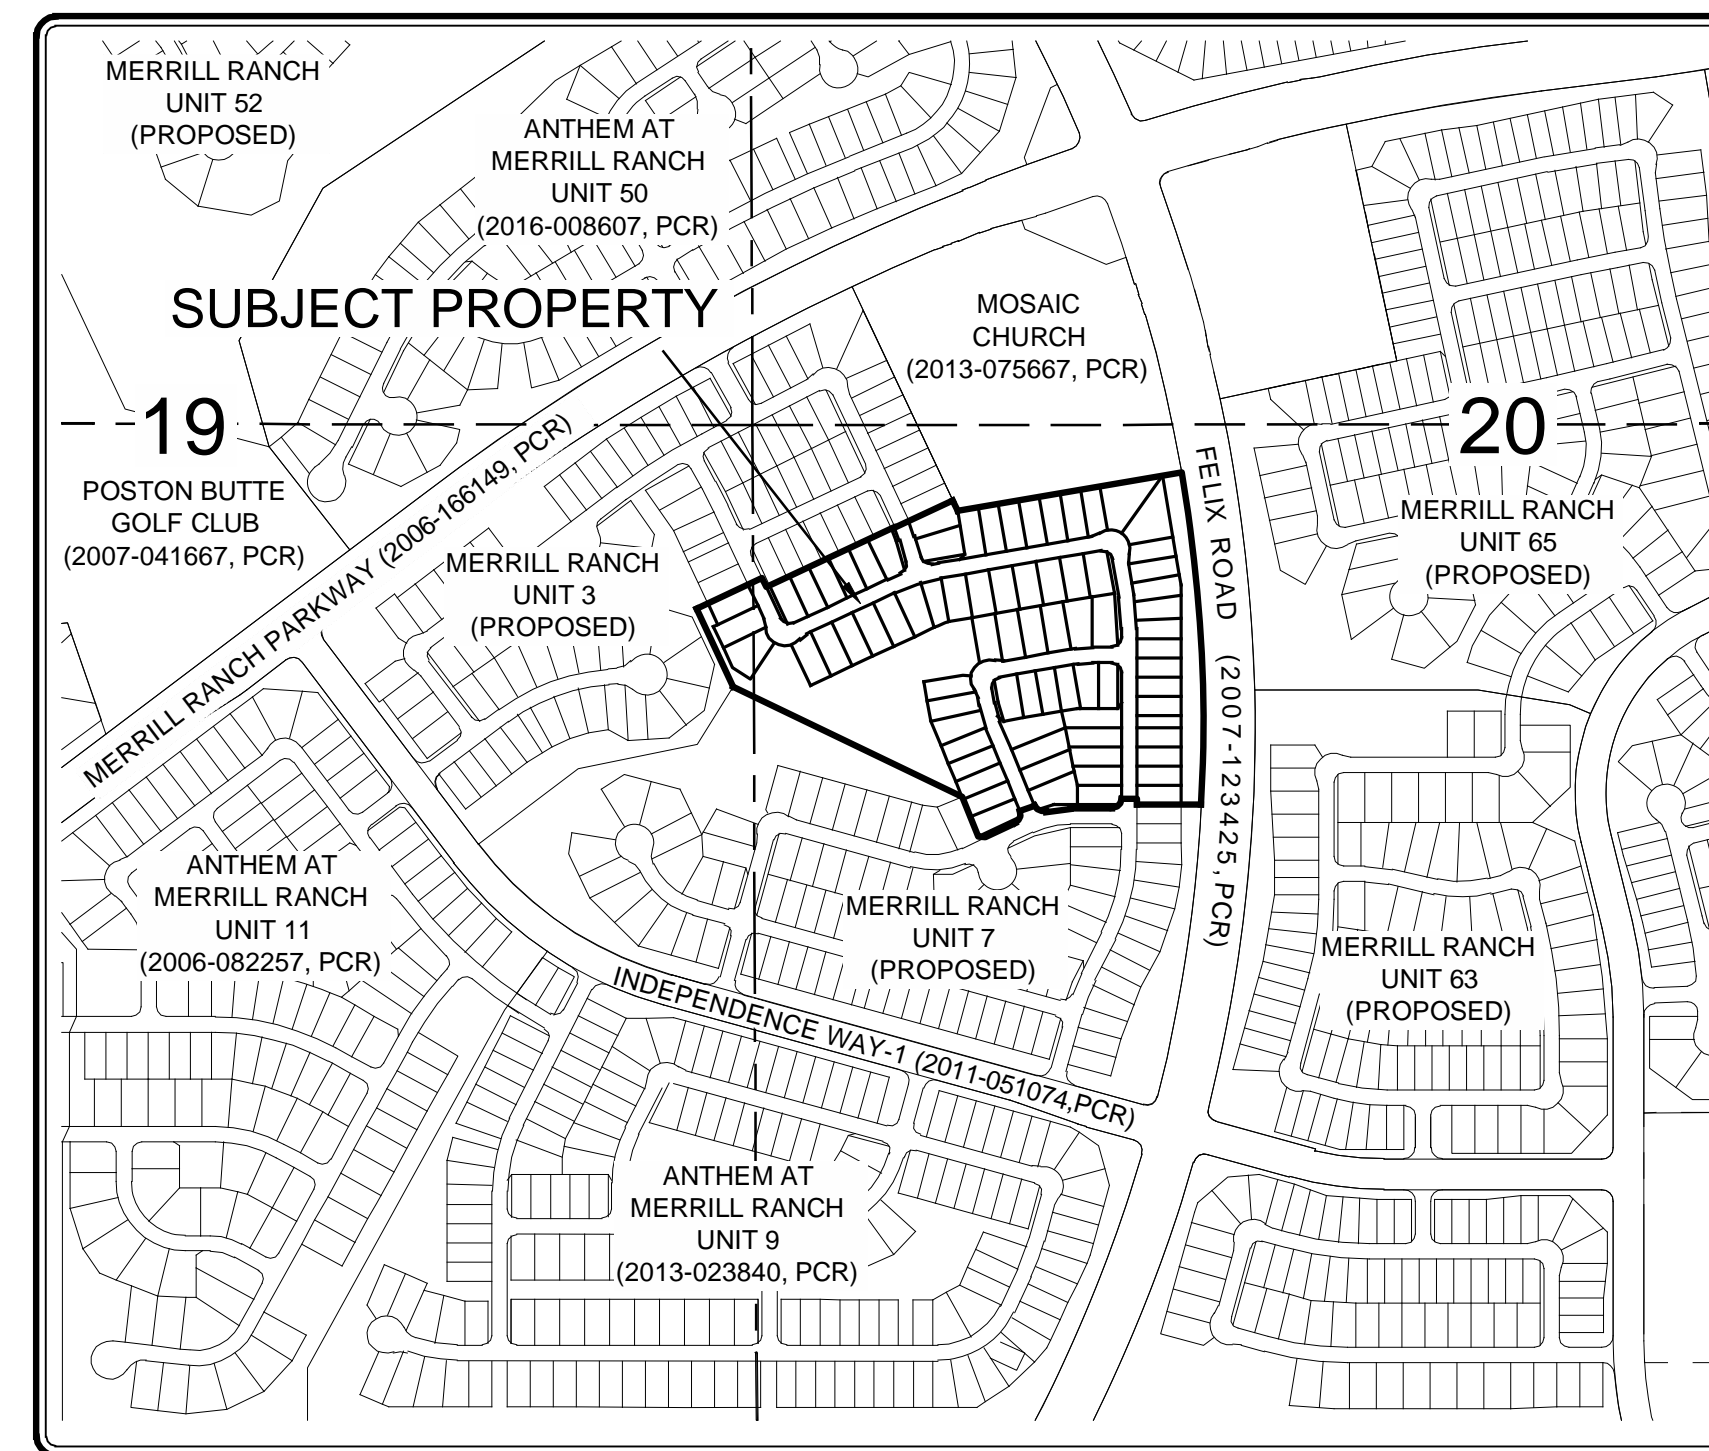 MERRILL RANCH
UNIT 52
(PROPOSED)
ANTHEM AT
MERRILL RANCH
UNIT 50
(2016-008607, PCR)
SUBJECT PROPERTY
MOSAIC
CHURCH
(2013-075667, PCR)
19
20
POSTON BUTTE
GOLF CLUB
(2007-041667, PCR)
MERRILL RANCH PARKWAY (2006-166149, PCR)
MERRILL RANCH
UNIT 3
(PROPOSED)
FELIX ROAD (2007-123425, PCR)
MERRILL RANCH
UNIT 65
(PROPOSED)
ANTHEM AT
MERRILL RANCH
UNIT 11
(2006-082257, PCR)
MERRILL RANCH
UNIT 7
(PROPOSED)
MERRILL RANCH
UNIT 63
(PROPOSED)
INDEPENDENCE WAY-1 (2011-051074,PCR)
ANTHEM AT
MERRILL RANCH
UNIT 9
(2013-023840, PCR)